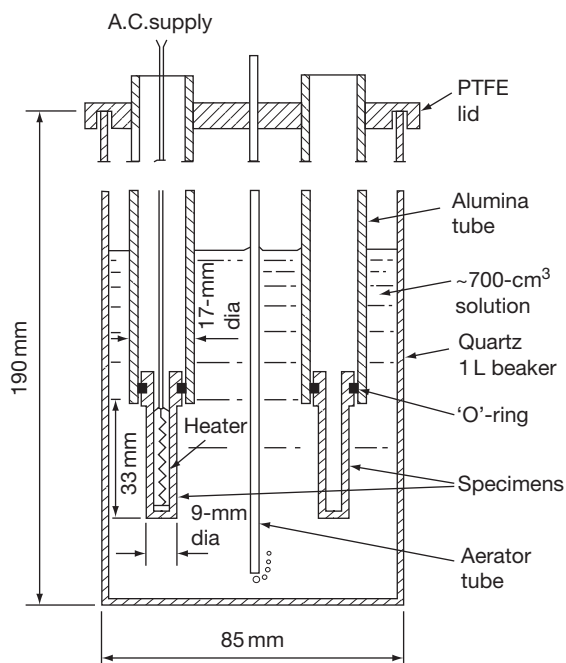 A.C.supply
PTFE
lid
Alumina
tube
~700-cm³
solution
17-mm
dia
Quartz
1 L beaker
190 mm
'O'-ring
Heater
33 mm
Specimens
9-mm
dia
Aerator
tube
85 mm